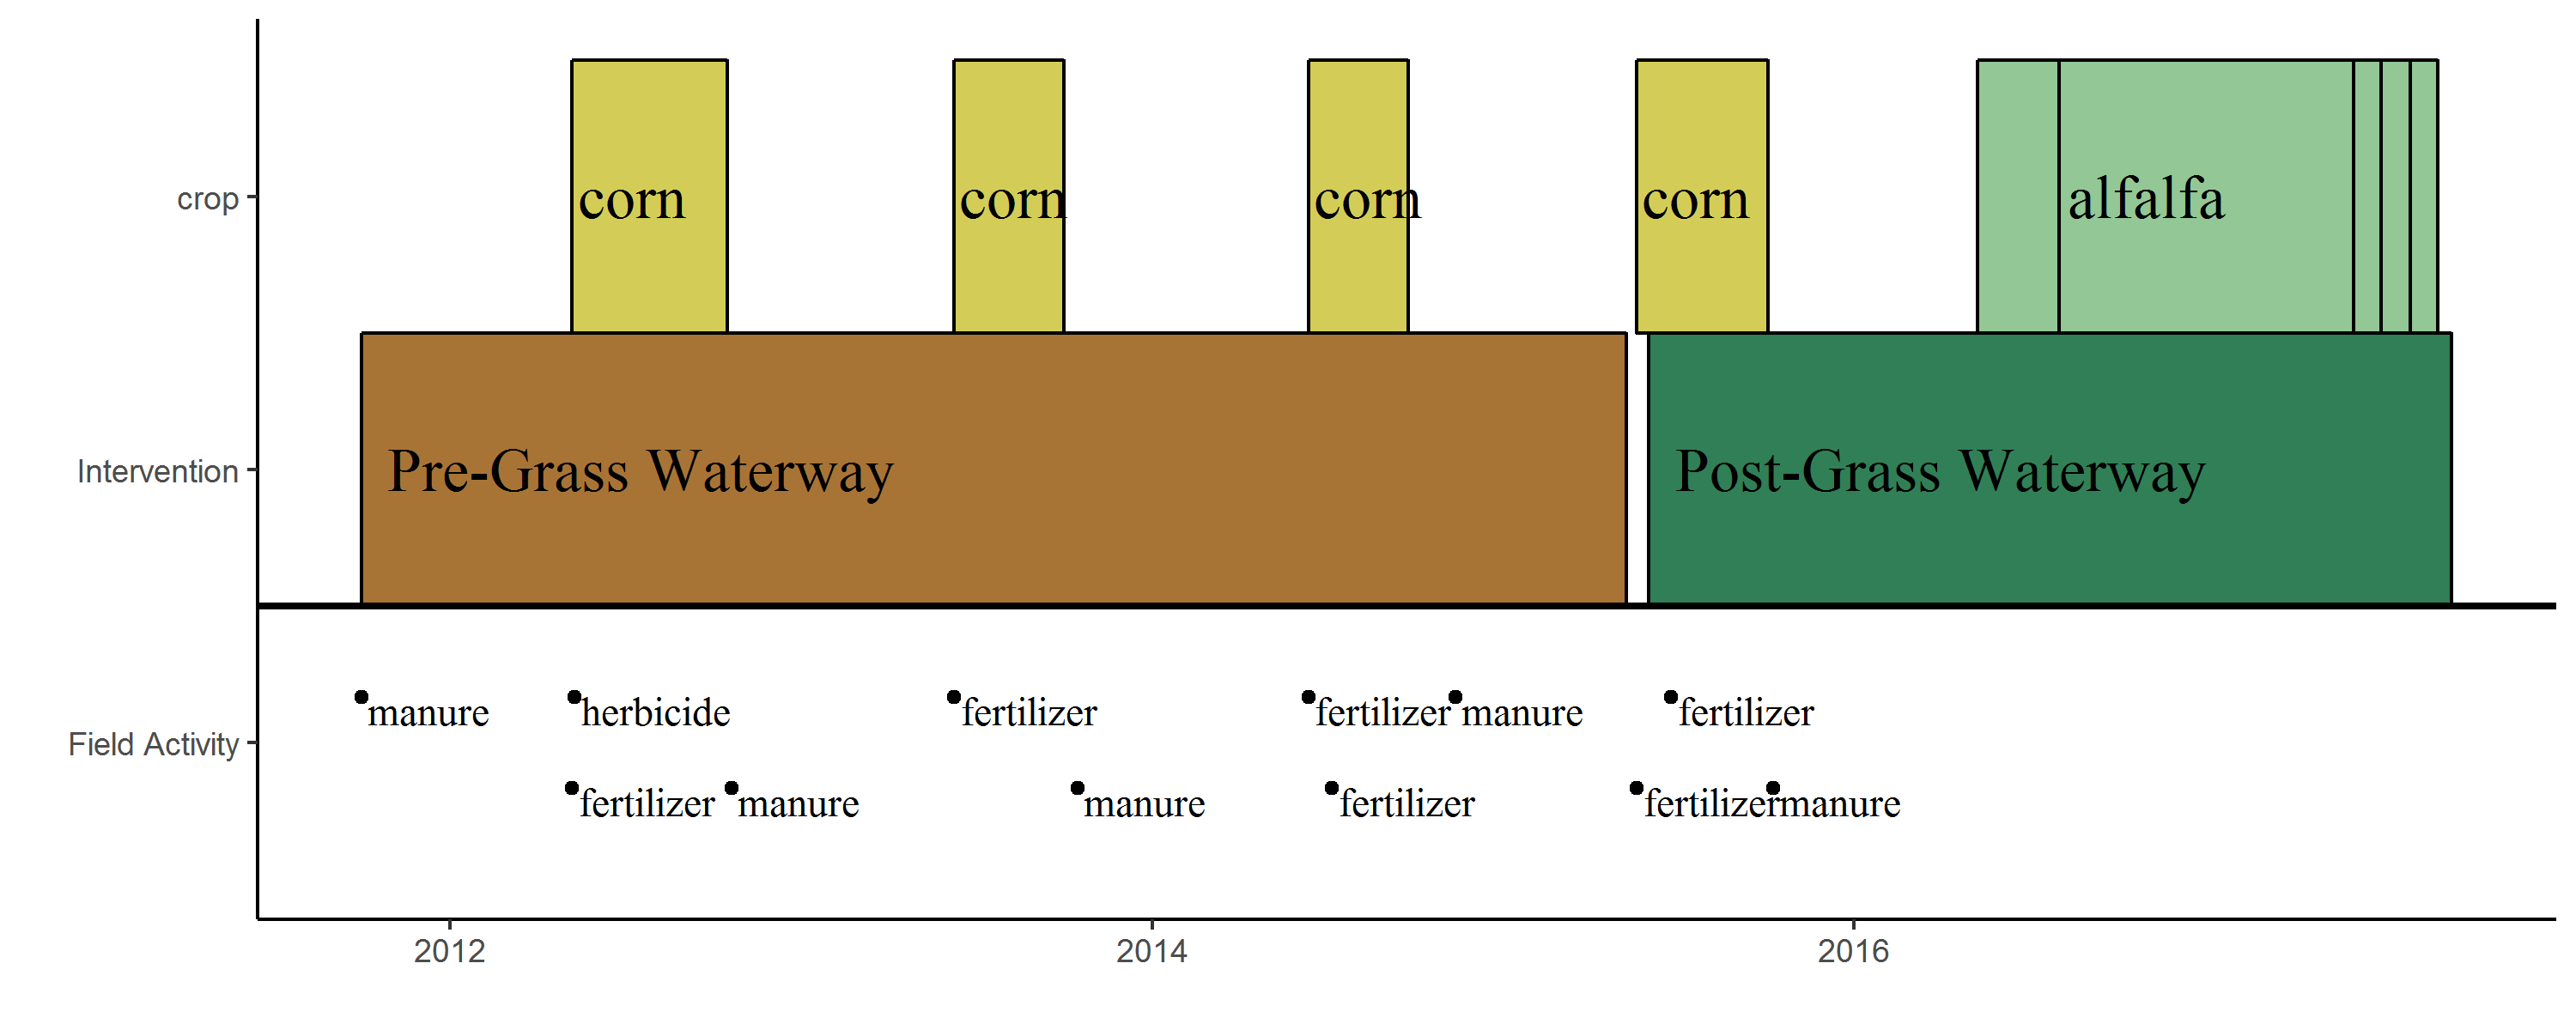 crop
corn
corn
corn
corn
alfalfa
Intervention
Pre-Grass Waterway
Post-Grass Waterway
Field Activity
manure
herbicide
fertilizer
fertilizer
manure
fertilizer
fertilizer
manure
manure
fertilizer
fertilizer
manure
2012
2014
2016